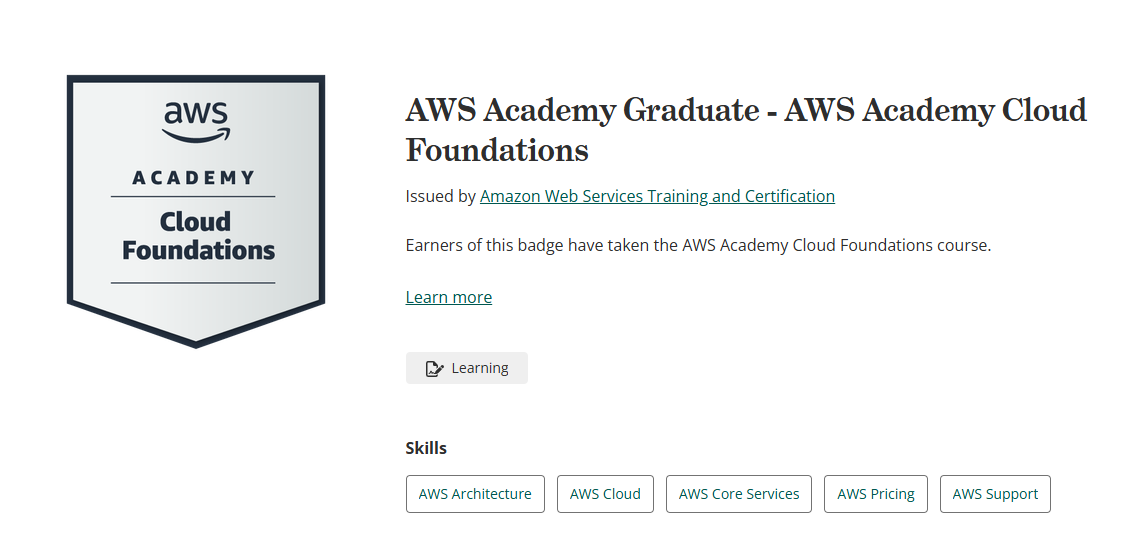 aws
ACADEMY
Cloud
Foundations
AWS Academy Graduate - AWS Academy Cloud
Foundations
Issued by Amazon Web Services Training and Certification
Earners of this badge have taken the AWS Academy Cloud Foundations course.
Learn more
Learning
Skills
AWS Architecture AWS Cloud AWS Core Services AWS Pricing AWS Support